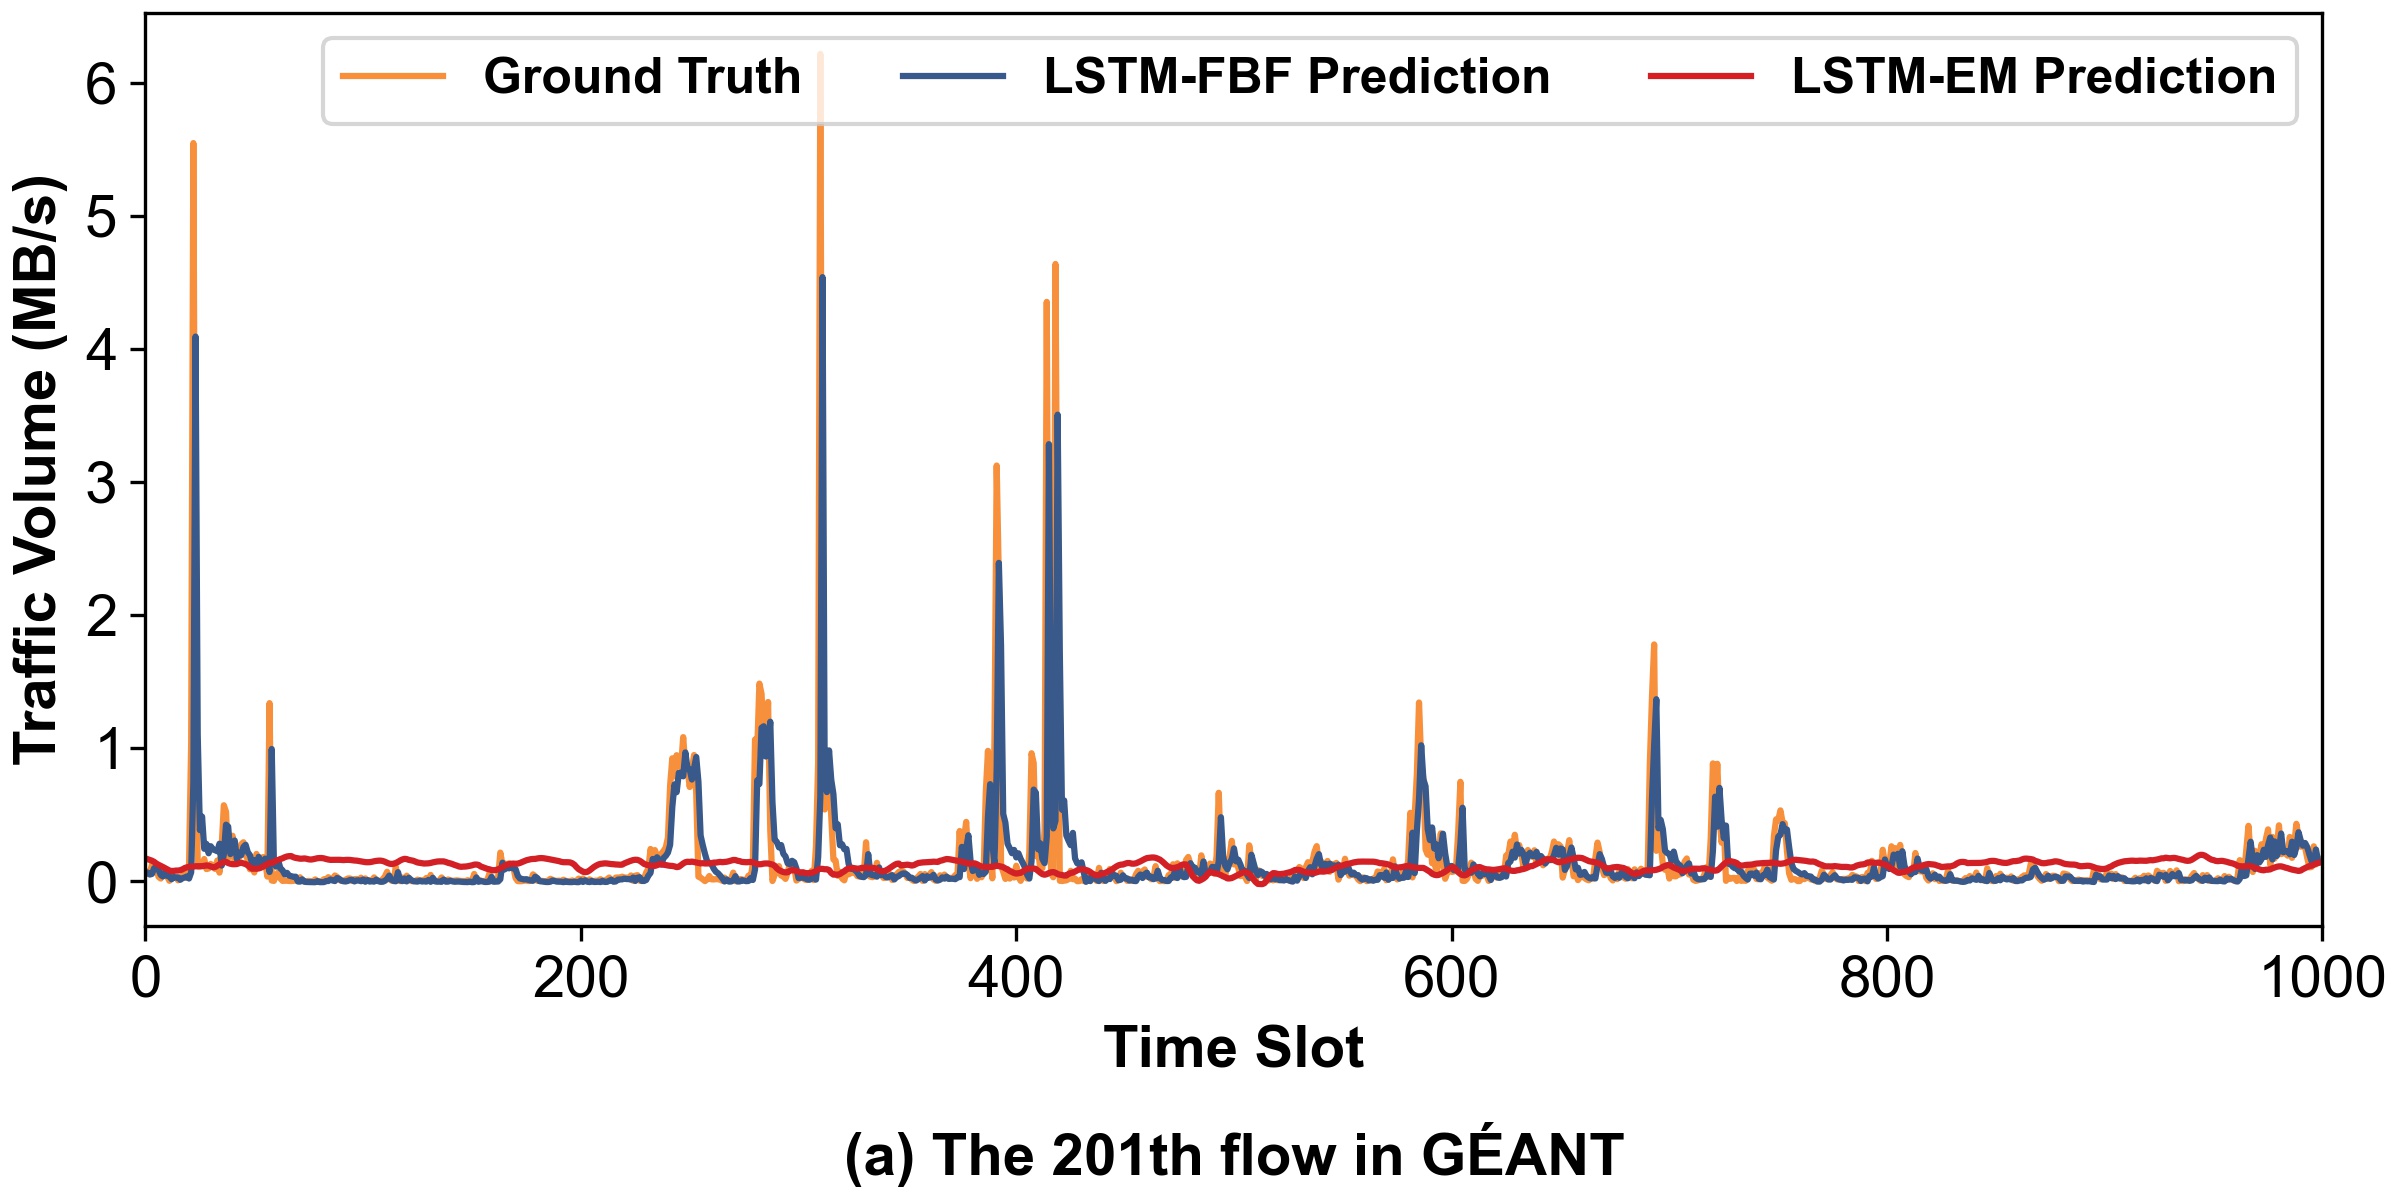 Ground Truth LSTM-FBF Prediction LSTM-EM Prediction
6
5
4
3
2
1
0
Traffic Volume (MB/s)
0 200 400 600 800 1000
Time Slot
(a) The 201th flow in GÉANT